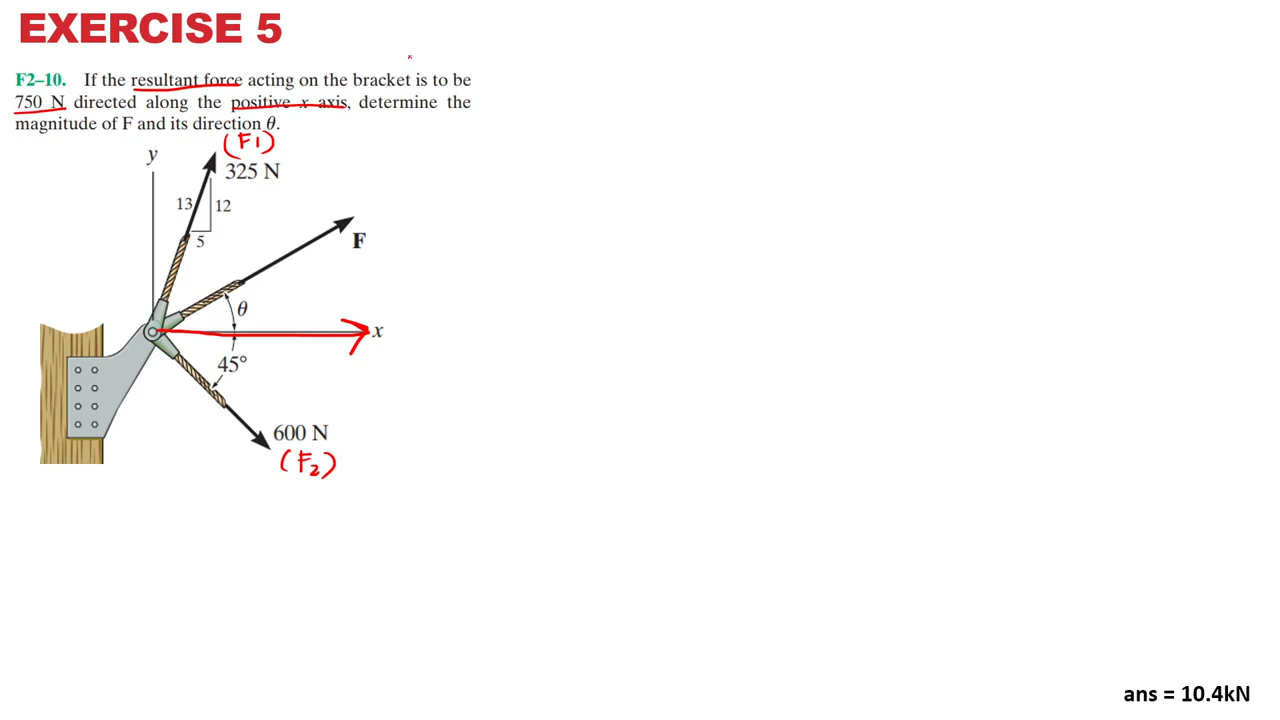 EXERCISE 5
F2–10. If the resultant force acting on the bracket is to be
750 N directed along the positive x axis, determine the
magnitude of F and its direction θ.
(F1)
y
325 N
13
12
5
F
θ
x
45°
600 N
(F2)
ans = 10.4kN